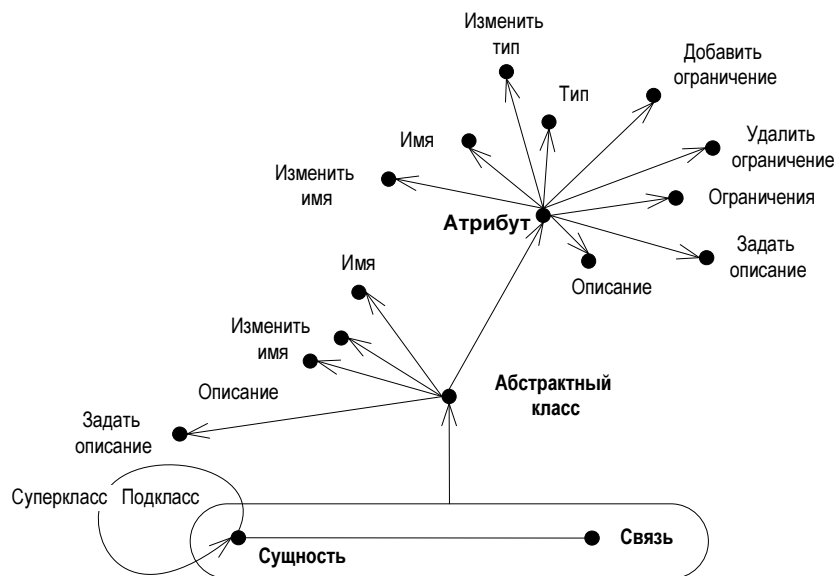 Изменить
тип
Добавить
ограничение
Тип
Имя
Удалить
ограничение
Изменить
имя
Ограничения
Атрибут
Задать
описание
Описание
Имя
Изменить
имя
Абстрактный
класс
Описание
Задать
описание
Суперкласс Подкласс
Сущность
Связь